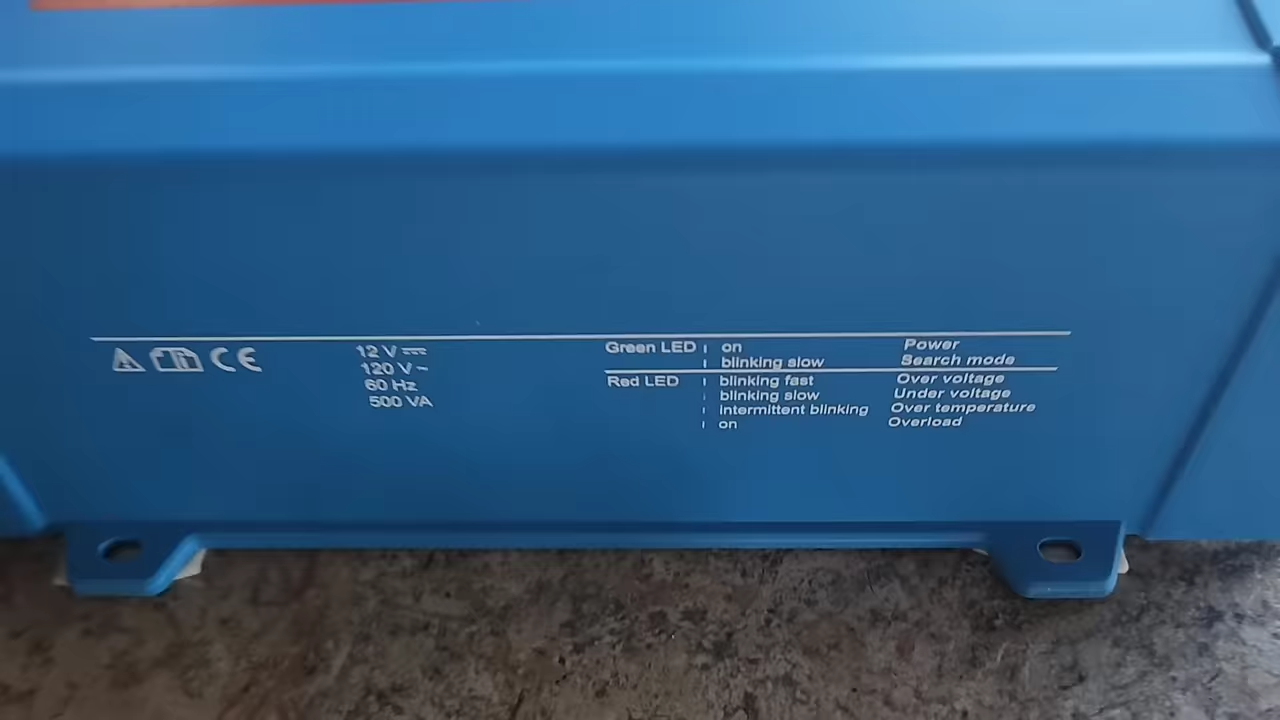 CE
12 V
120 V ~
60 Hz
500 VA
Green LED on Power
blinking slow Search mode
Red LED blinking fast Over voltage
blinking slow Under voltage
intermittent blinking Over temperature
on Overload